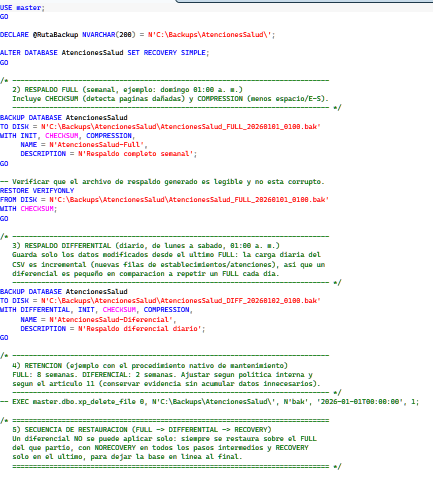 USE master;
GO
DECLARE @RutaBackup NVARCHAR(200) = N'C:\Backups\AtencionesSalud\';
ALTER DATABASE AtencionesSalud SET RECOVERY SIMPLE;
GO
/* ----------------------------------------------------------------------
2) RESPALDO FULL (semanal, ejemplo: domingo 01:00 a. m.)
Incluye CHECKSUM (detecta paginas dañadas) y COMPRESSION (menos espacio/E-S).
---------------------------------------------------------------------- */
BACKUP DATABASE AtencionesSalud
TO DISK = N'C:\Backups\AtencionesSalud\AtencionesSalud_FULL_20260101_0100.bak'
WITH INIT, CHECKSUM, COMPRESSION,
NAME = N'AtencionesSalud-Full',
DESCRIPTION = N'Respaldo completo semanal';
GO
-- Verificar que el archivo de respaldo generado es legible y no esta corrupto.
RESTORE VERIFYONLY
FROM DISK = N'C:\Backups\AtencionesSalud\AtencionesSalud_FULL_20260101_0100.bak'
WITH CHECKSUM;
GO
/* ----------------------------------------------------------------------
3) RESPALDO DIFFERENTIAL (diario, de lunes a sabado, 01:00 a. m.)
Guarda solo los datos modificados desde el ultimo FULL: la carga diaria del
CSV es incremental (nuevas filas de establecimientos/atenciones), asi que un
diferencial es pequeño en comparacion a repetir un FULL cada dia.
---------------------------------------------------------------------- */
BACKUP DATABASE AtencionesSalud
TO DISK = N'C:\Backups\AtencionesSalud\AtencionesSalud_DIFF_20260102_0100.bak'
WITH DIFFERENTIAL, INIT, CHECKSUM, COMPRESSION,
NAME = N'AtencionesSalud-Diferencial',
DESCRIPTION = N'Respaldo diferencial diario';
GO
/* ----------------------------------------------------------------------
4) RETENCION (ejemplo con el procedimiento nativo de mantenimiento)
FULL: 8 semanas. DIFERENCIAL: 2 semanas. Ajustar segun politica interna y
segun el articulo 11 (conservar evidencia sin acumular datos innecesarios).
---------------------------------------------------------------------- */
-- EXEC master.dbo.xp_delete_file 0, N'C:\Backups\AtencionesSalud\', N'bak', '2026-01-01T00:00:00', 1;
/* ======================================================================
5) SECUENCIA DE RESTAURACION (FULL -> DIFFERENTIAL -> RECOVERY)
Un diferencial NO se puede aplicar solo: siempre se restaura sobre el FULL
del que partio, con NORECOVERY en todos los pasos intermedios y RECOVERY
solo en el ultimo, para dejar la base en linea al final.
====================================================================== */